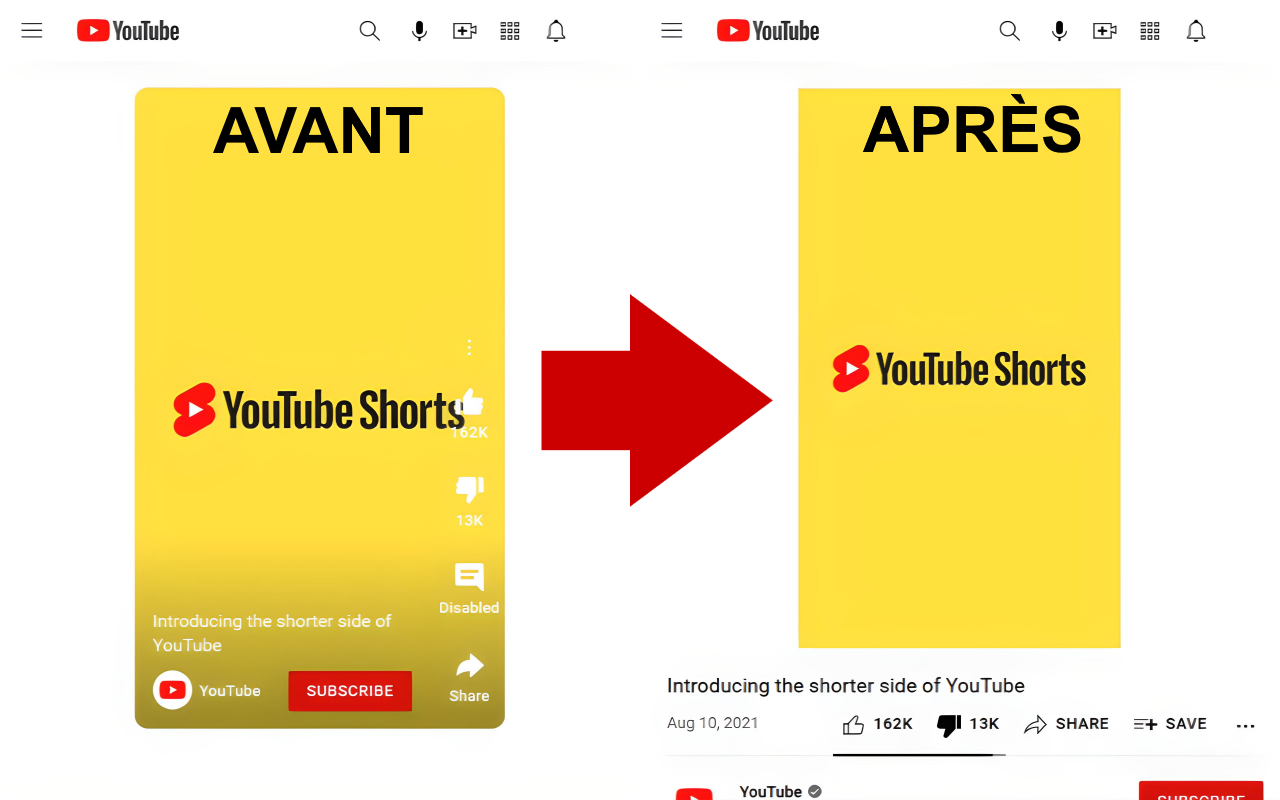 YouTube
AVANT
YouTube Shorts
162K
13K
Disabled
Introducing the shorter side of
YouTube
YouTube
SUBSCRIBE
Share
YouTube
APRÈS
YouTube Shorts
Introducing the shorter side of YouTube
Aug 10, 2021
162K
13K
SHARE
SAVE
YouTube
SUBSCRIBE